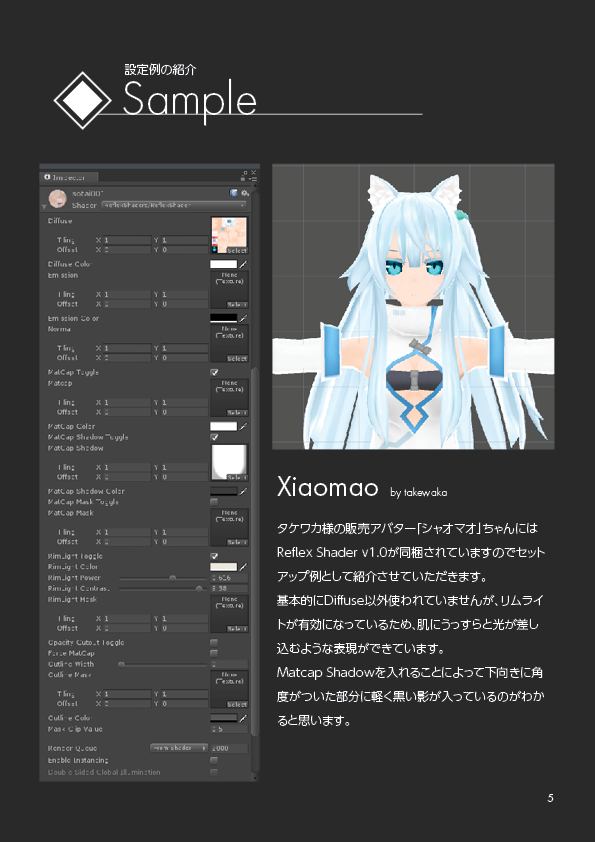 設定例の紹介
Sample
Inspector
Shader ReflexShaders/ReflexShader
Diffuse
Tiling X 1 Y 1
Offset X 0 Y 0
Select
Diffuse Color
Emission
None
(Texture)
Tiling X 1 Y 1
Offset X 0 Y 0
Select
Emission Color
Normal
None
(Texture)
Tiling X 1 Y 1
Offset X 0 Y 0
Select
MatCap Toggle
Matcap
None
(Texture)
Tiling X 1 Y 1
Offset X 0 Y 0
Select
MatCap Color
MatCap Shadow Toggle
MatCap Shadow
Tiling X 1 Y 1
Offset X 0 Y 0
Select
MatCap Shadow Color
MatCap Mask Toggle
MatCap Mask
None
(Texture)
Tiling X 1 Y 1
Offset X 0 Y 0
Select
RimLight Toggle
RimLight Color
RimLight Power
RimLight Contrast
RimLight Mask
None
(Texture)
Tiling X 1 Y 1
Offset X 0 Y 0
Select
Opacity Cutout Toggle
Force MatCap
Outline Width
Outline Mask
None
(Texture)
Tiling X 1 Y 1
Offset X 0 Y 0
Select
Outline Color
Mask Clip Value
Render Queue From Shader 2000
Enable Instancing
Double Sided Global Illumination
Xiaomao by takewaka
タケワカ様の販売アバター「シャオマオ」ちゃんには
Reflex Shader v1.0が同梱されていますのでセット
アップ例として紹介させていただきます。
基本的にDiffuse以外使われていませんが、リムライ
トが有効になっているため、肌にうっすらと光が差し
込むような表現ができています。
Matcap Shadowを入れることによって下向きに角
度がついた部分に軽く黒い影が入っているのがわか
ると思います。
5